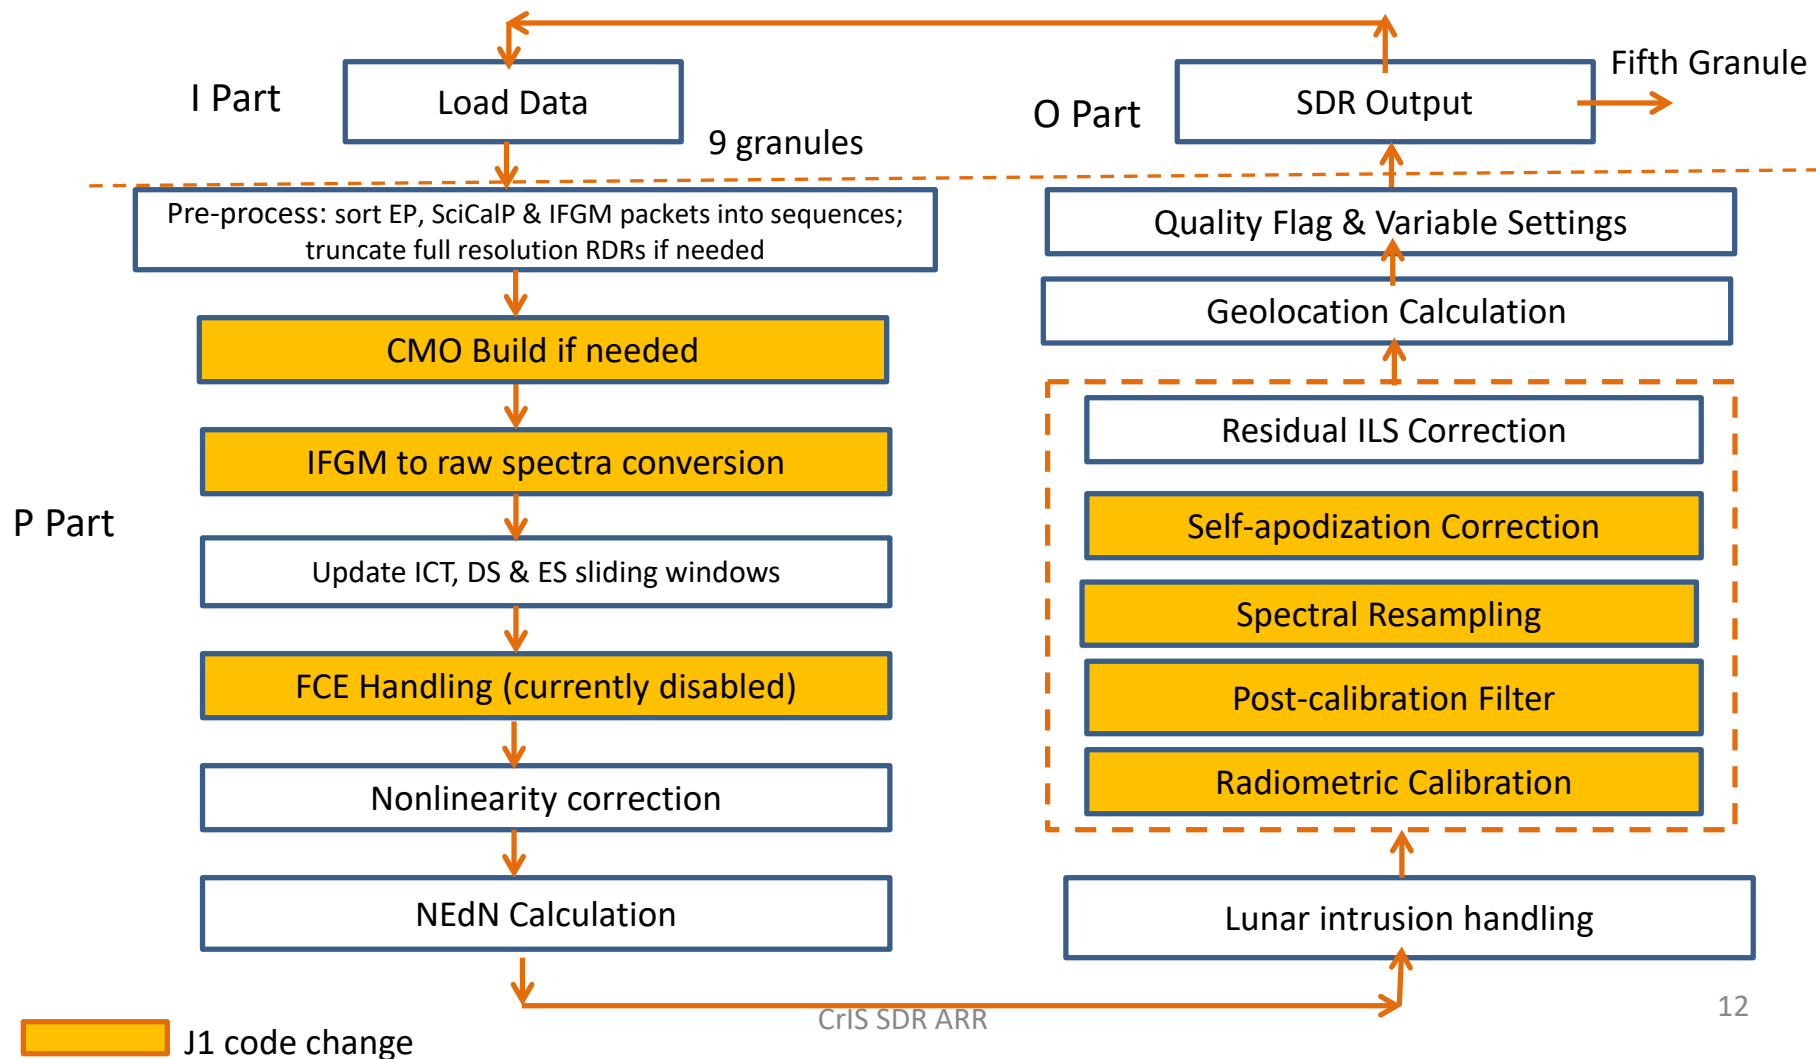 I Part
Load Data
9 granules
Pre-process: sort EP, SciCalP & IFGM packets into sequences;
truncate full resolution RDRs if needed
CMO Build if needed
IFGM to raw spectra conversion
P Part
Update ICT, DS & ES sliding windows
FCE Handling (currently disabled)
Nonlinearity correction
NEdN Calculation
O Part
SDR Output
Fifth Granule
Quality Flag & Variable Settings
Geolocation Calculation
Residual ILS Correction
Self-apodization Correction
Spectral Resampling
Post-calibration Filter
Radiometric Calibration
Lunar intrusion handling
J1 code change
CrIS SDR ARR
12